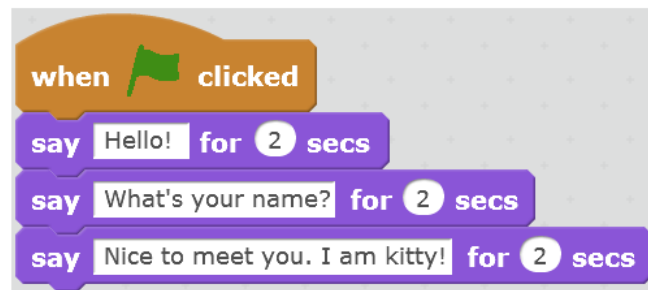 when clicked
say Hello! for 2 secs
say What's your name? for 2 secs
say Nice to meet you. I am kitty! for 2 secs